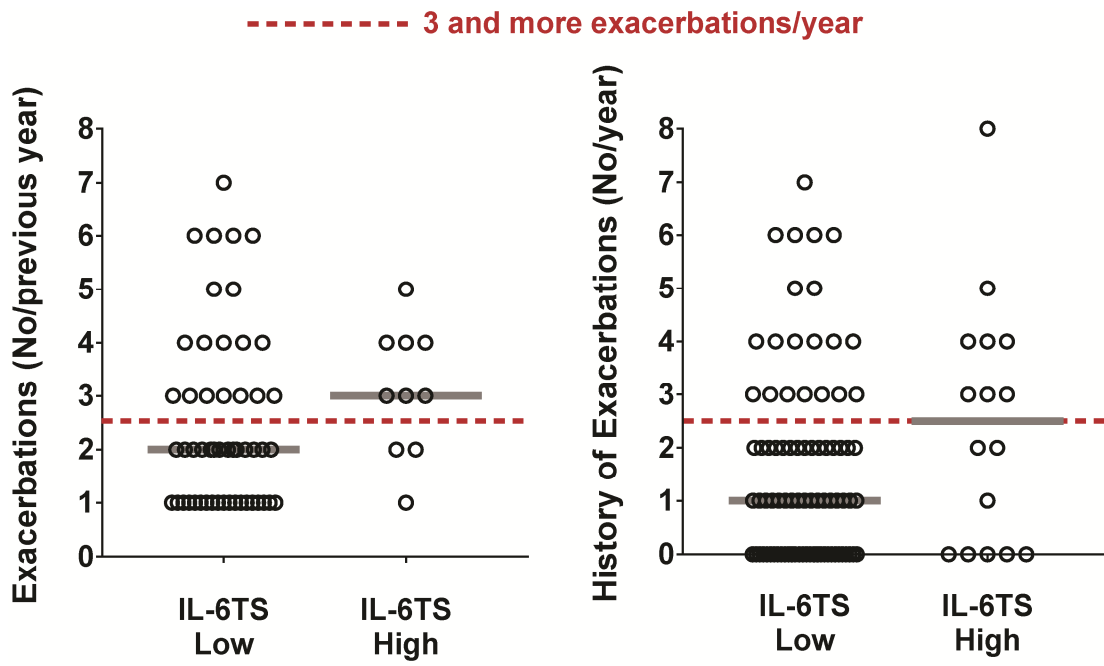 3 and more exacerbations/year
Exacerbations (No/previous year)
8
7
6
5
4
3
2
1
0
IL-6TS
Low
IL-6TS
High
History of Exacerbations (No/year)
8
7
6
5
4
3
2
1
0
IL-6TS
Low
IL-6TS
High